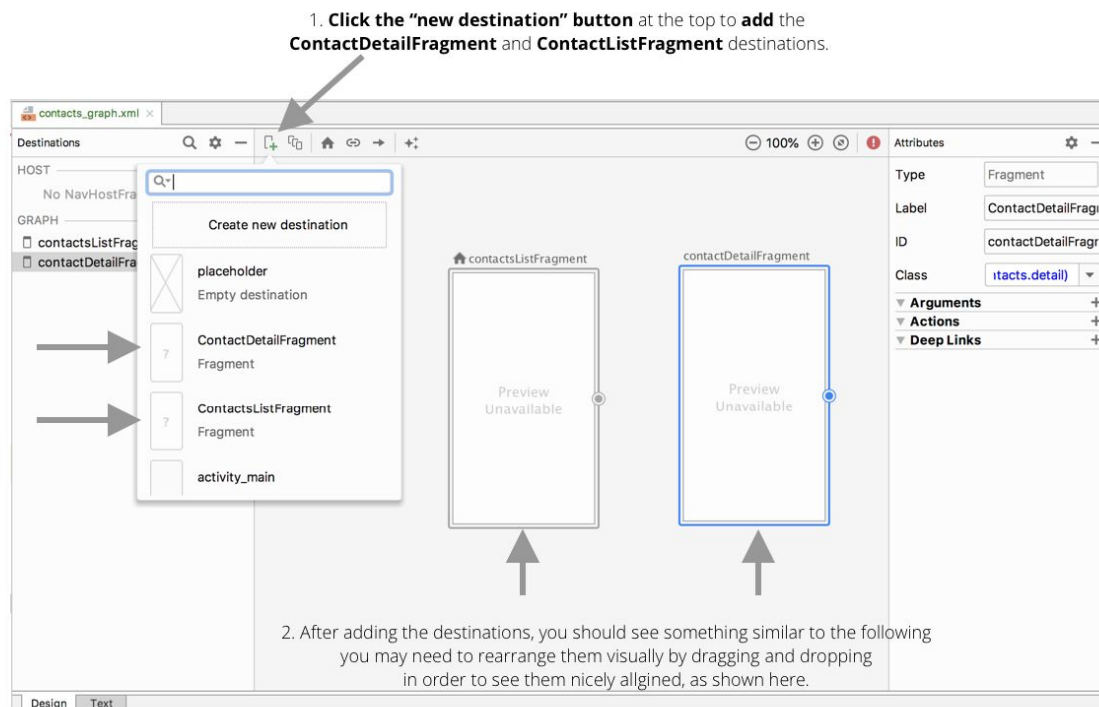 1. Click the “new destination” button at the top to add the
ContactDetailFragment and ContactListFragment destinations.
contacts_graph.xml
Destinations
100%
Attributes
HOST
No NavHostFra
GRAPH
contactsListFrag
contactDetailFra
Create new destination
placeholder
Empty destination
ContactDetailFragment
Fragment
ContactsListFragment
Fragment
activity_main
contactsListFragment
Preview
Unavailable
contactDetailFragment
Preview
Unavailable
Type
Fragment
Label
ContactDetailFragı
ID
contactDetailFragr
Class
ıtacts.detail)
Arguments
Actions
Deep Links
2. After adding the destinations, you should see something similar to the following
you may need to rearrange them visually by dragging and dropping
in order to see them nicely allgined, as shown here.
Design
Text